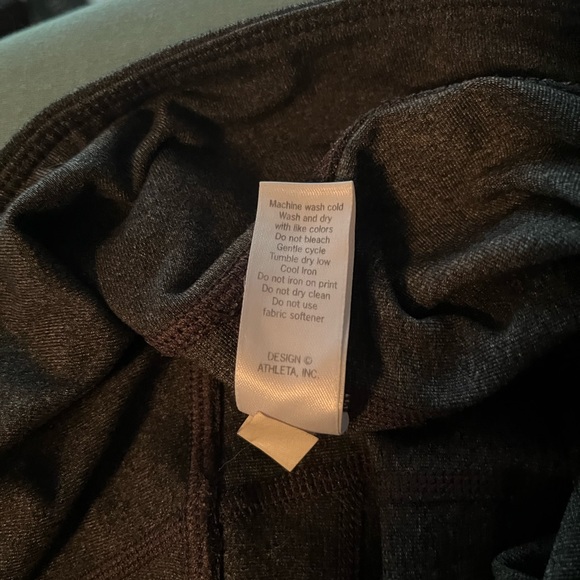 Machine wash cold
Wash and dry
with like colors
Do not bleach
Gentle cycle
Tumble dry low
Cool Iron
Do not iron on print
Do not dry clean
Do not use
fabric softener
DESIGN ©
ATHLETA, INC.